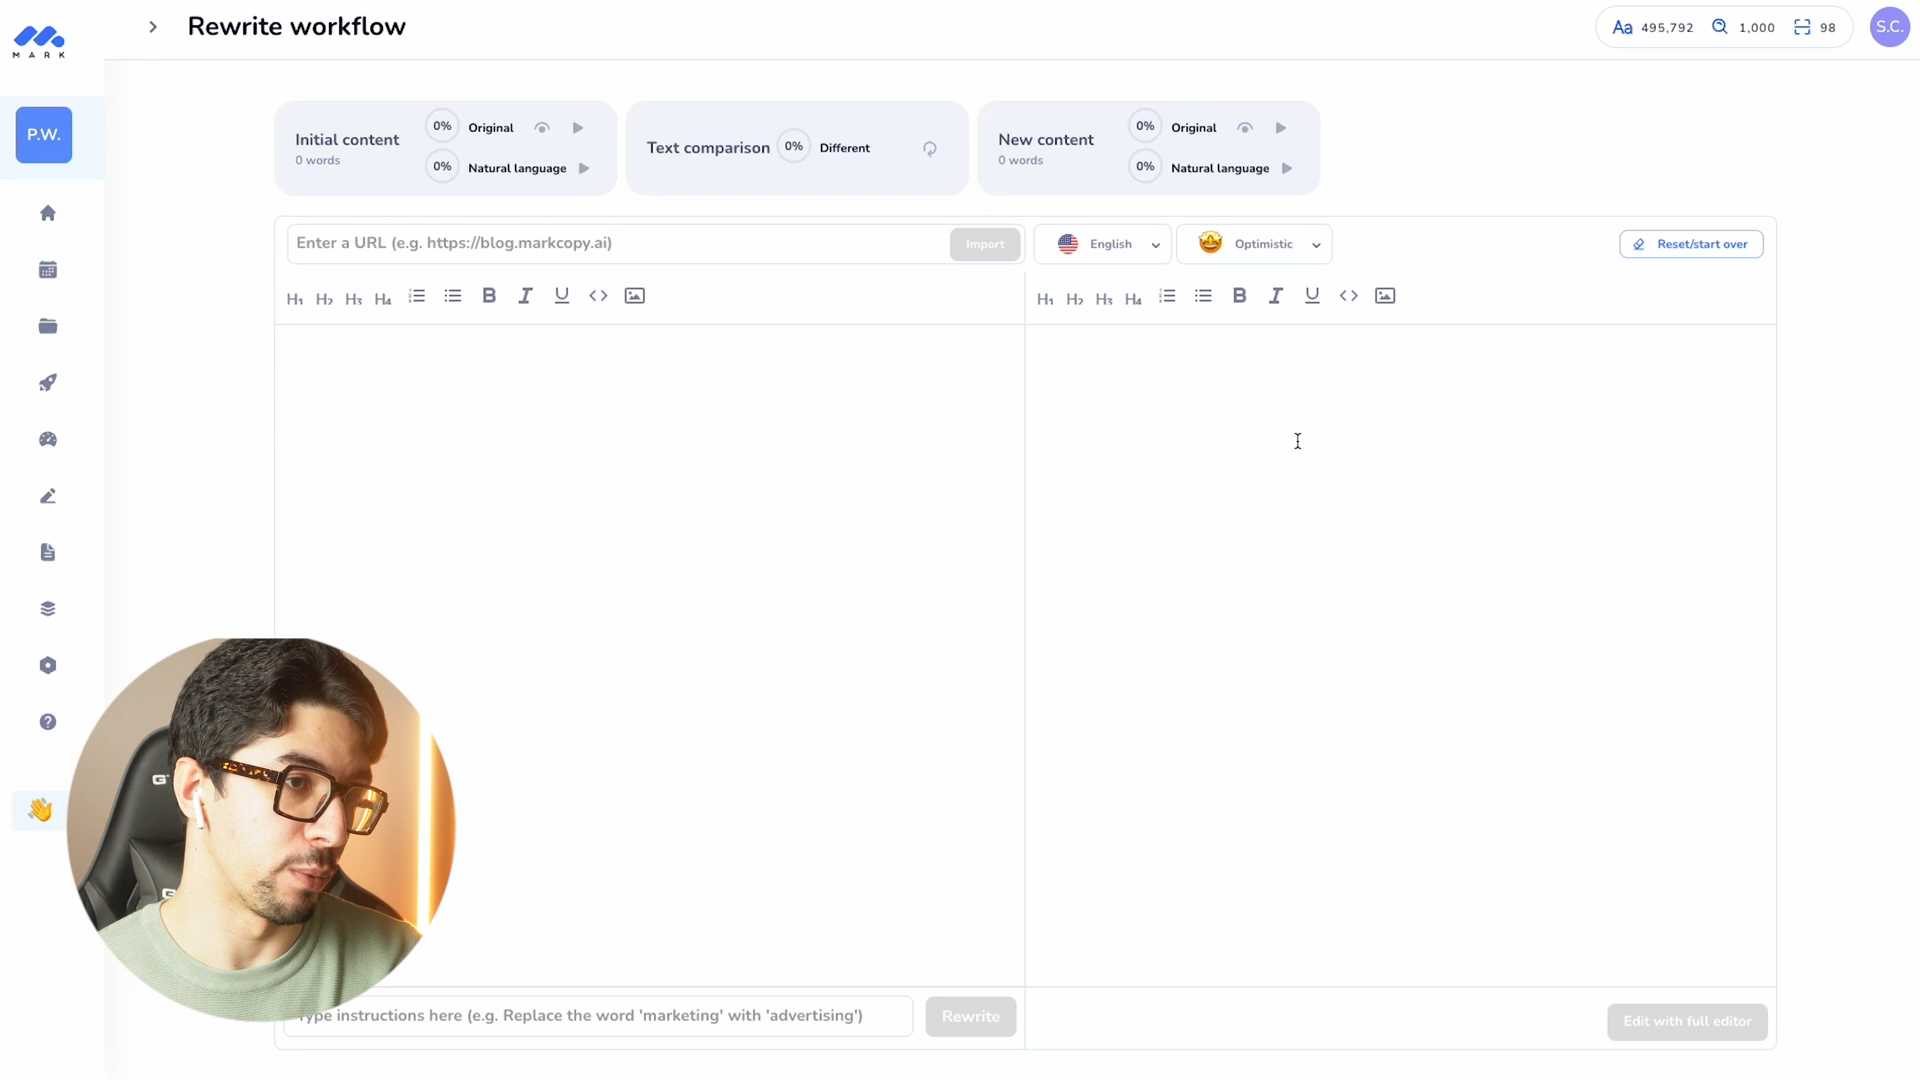 MARK
Rewrite workflow
Aa 495,792 1,000 98
S.C.
P.W.
Initial content
0 words
0% Original
0% Natural language
Text comparison 0% Different
New content
0 words
0% Original
0% Natural language
Enter a URL (e.g. https://blog.markcopy.ai)
Import
English
Optimistic
Reset/start over
H1 H2 H3 H4 B I U <>
H1 H2 H3 H4 B I U <>
Type instructions here (e.g. Replace the word 'marketing' with 'advertising')
Rewrite
Edit with full editor